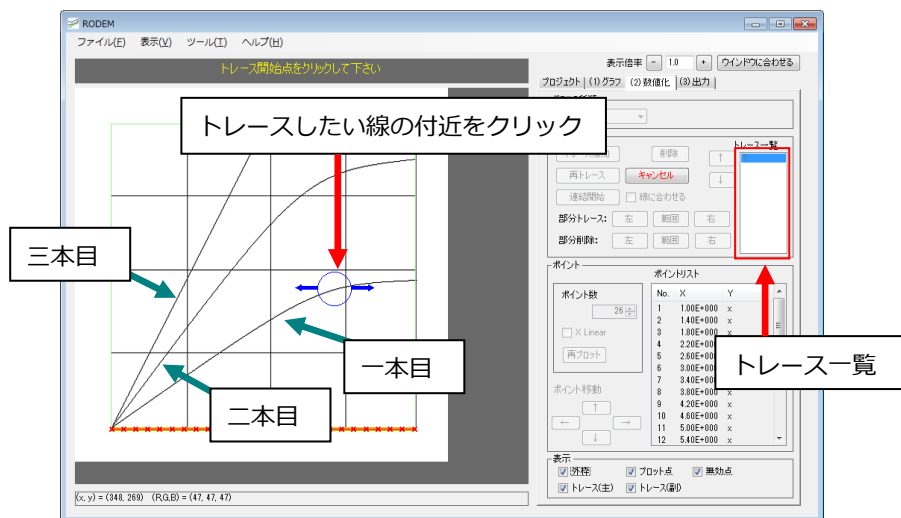 RODEM
ファイル(F) 表示(V) ツール(T) ヘルプ(H)
トレース開始点をクリックして下さい
表示倍率 - 1.0 + ウインドウに合わせる
プロジェクト (1)グラフ (2)数値化 (3)出力
トレースしたい線の付近をクリック
トレース一覧
削除 ↑
再トレース キャンセル ↓
連結開始 線に合わせる
部分トレース: 左 範囲 右
部分削除: 左 範囲 右
三本目
一本目
二本目
トレース一覧
ポイント
ポイント数
26
X Linear
再プロット
ポイント移動
↑
← →
↓
ポイントリスト
No. X Y
1 1.00E+000 x
2 1.40E+000 x
3 1.80E+000 x
4 2.20E+000
5 2.60E+000
6 3.00E+000
7 3.40E+000
8 3.80E+000 x
9 4.20E+000 x
10 4.60E+000 x
11 5.00E+000 x
12 5.40E+000 x
表示
外枠 プロット点 無効点
トレース(主) トレース(副)
(x, y) = (348, 269) (R,G,B) = (47, 47, 47)